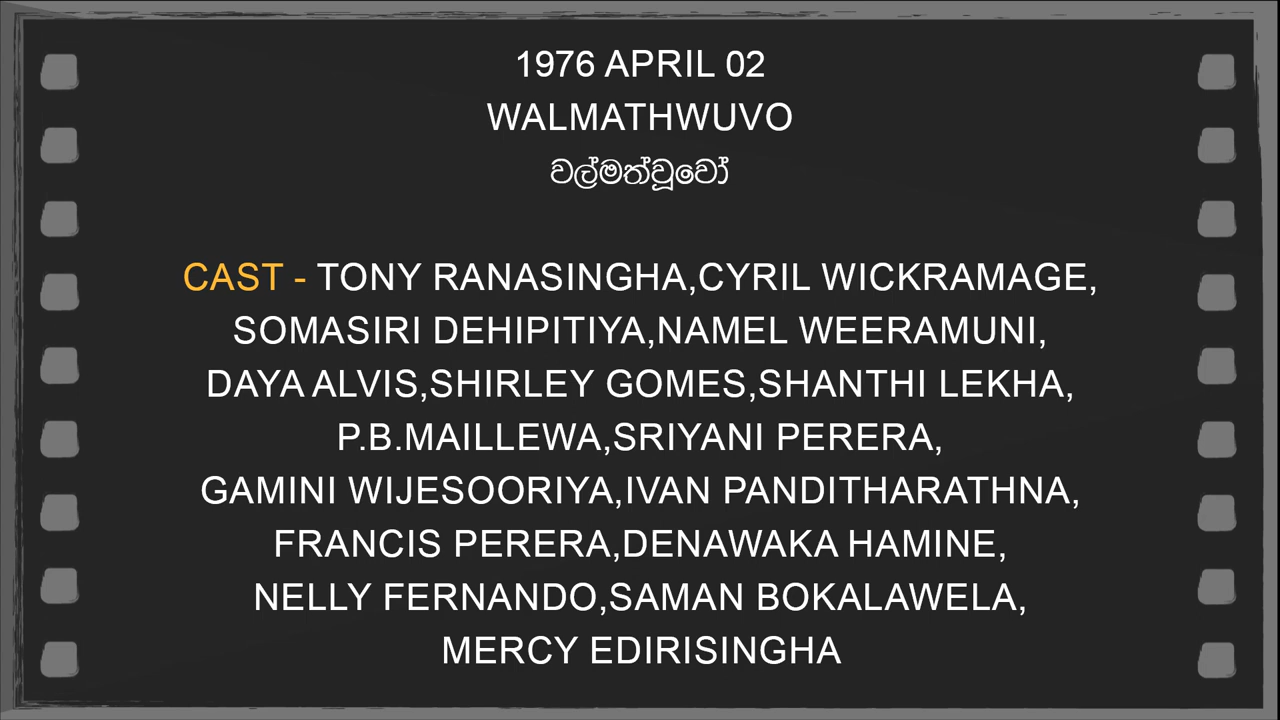 1976 APRIL 02
WALMATHWUVO
වල්මත්වූවෝ
CAST - TONY RANASINGHA,CYRIL WICKRAMAGE,
SOMASIRI DEHIPITIYA,NAMEL WEERAMUNI,
DAYA ALVIS,SHIRLEY GOMES,SHANTHI LEKHA,
P.B.MAILLEWA,SRIYANI PERERA,
GAMINI WIJESOORIYA,IVAN PANDITHARATHNA,
FRANCIS PERERA,DENAWAKA HAMINE,
NELLY FERNANDO,SAMAN BOKALAWELA,
MERCY EDIRISINGHA